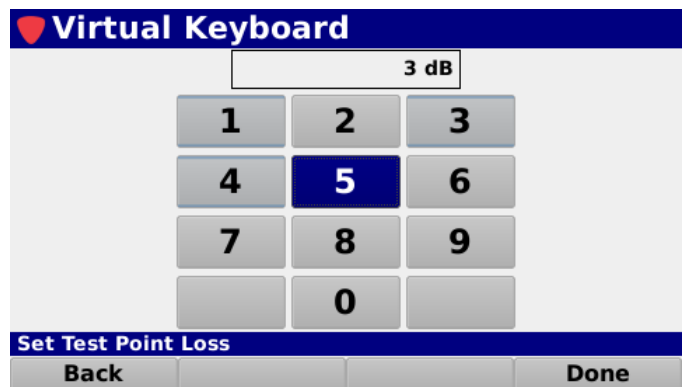 Virtual Keyboard
3 dB
1 2 3
4 5 6
7 8 9
0
Set Test Point Loss
Back Done